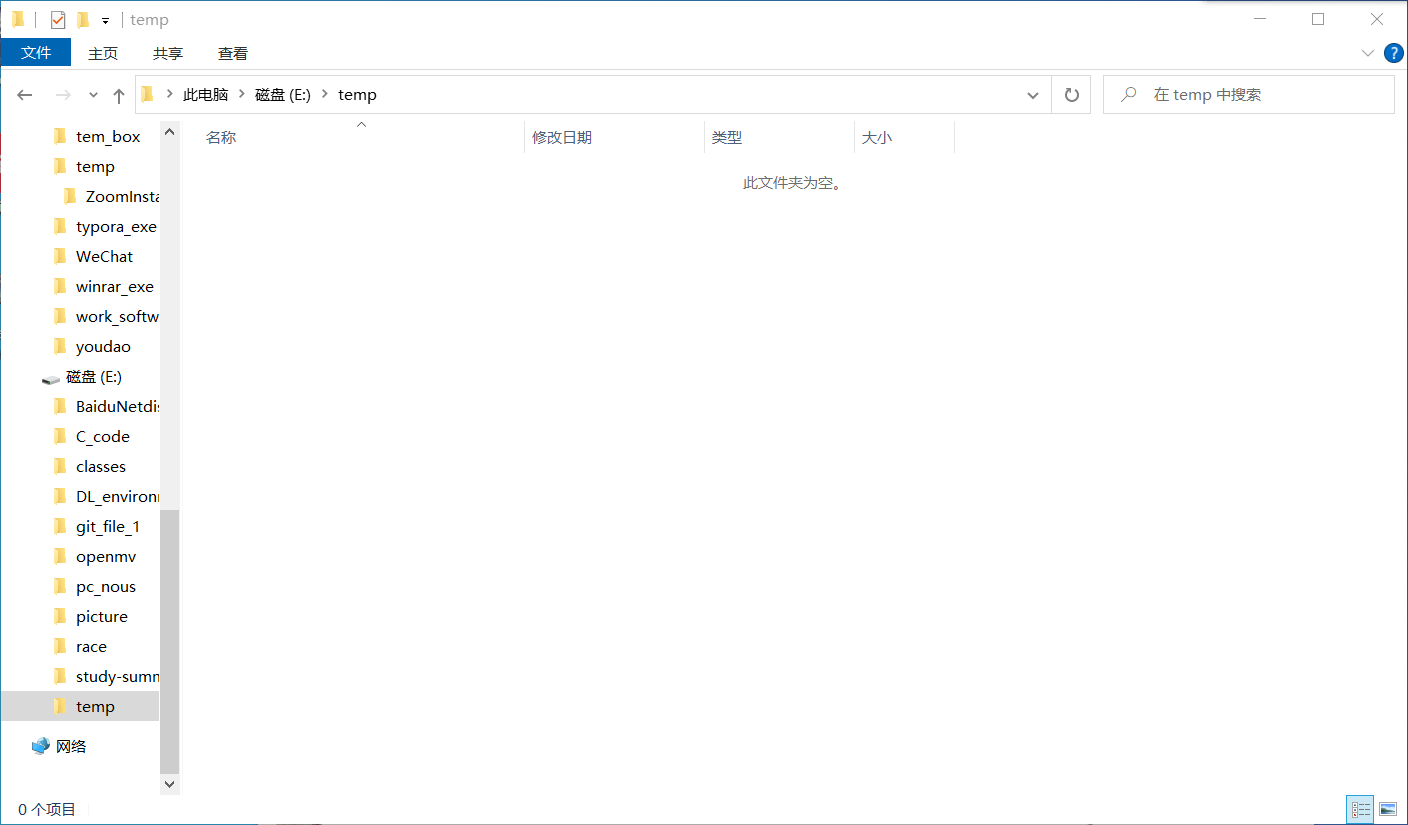 temp
文件 主页 共享 查看
此电脑 磁盘 (E:) temp
在 temp 中搜索
名称 修改日期 类型 大小
此文件夹为空。
tem_box
temp
ZoomInsta
typora_exe
WeChat
winrar_exe
work_softw
youdao
磁盘 (E:)
BaiduNetdis
C_code
classes
DL_environm
git_file_1
openmv
pc_nous
picture
race
study-summ
temp
网络
0 个项目